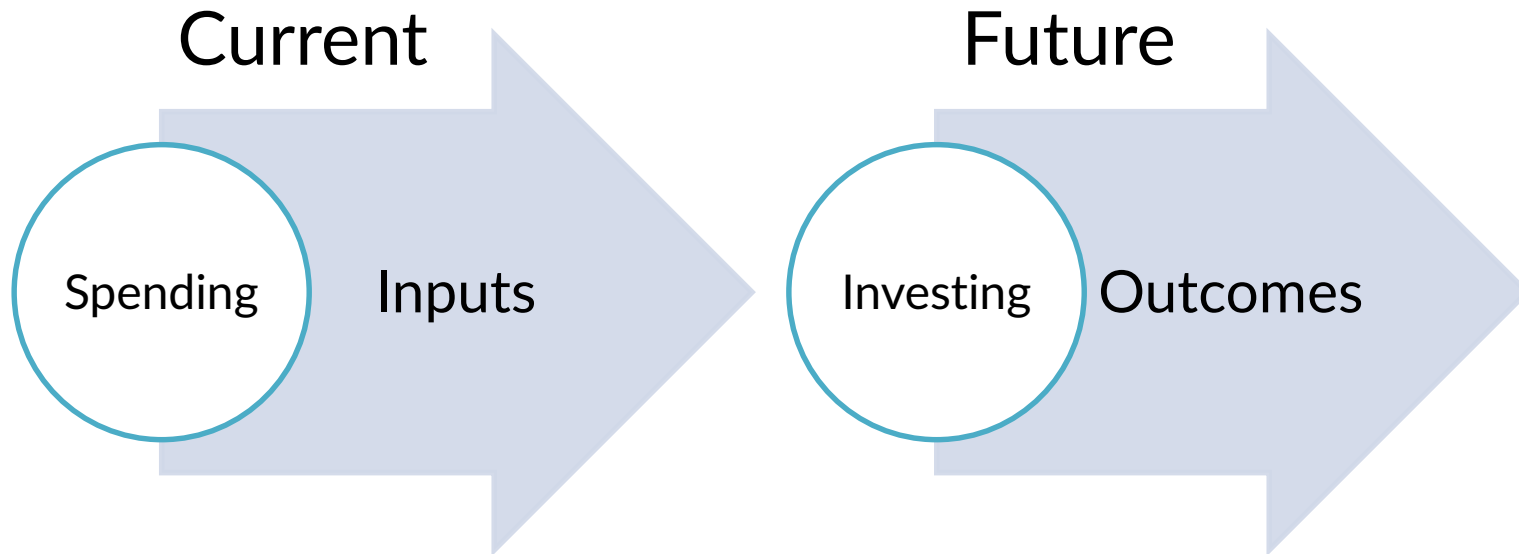 Current
Future
Spending
Inputs
Investing
Outcomes